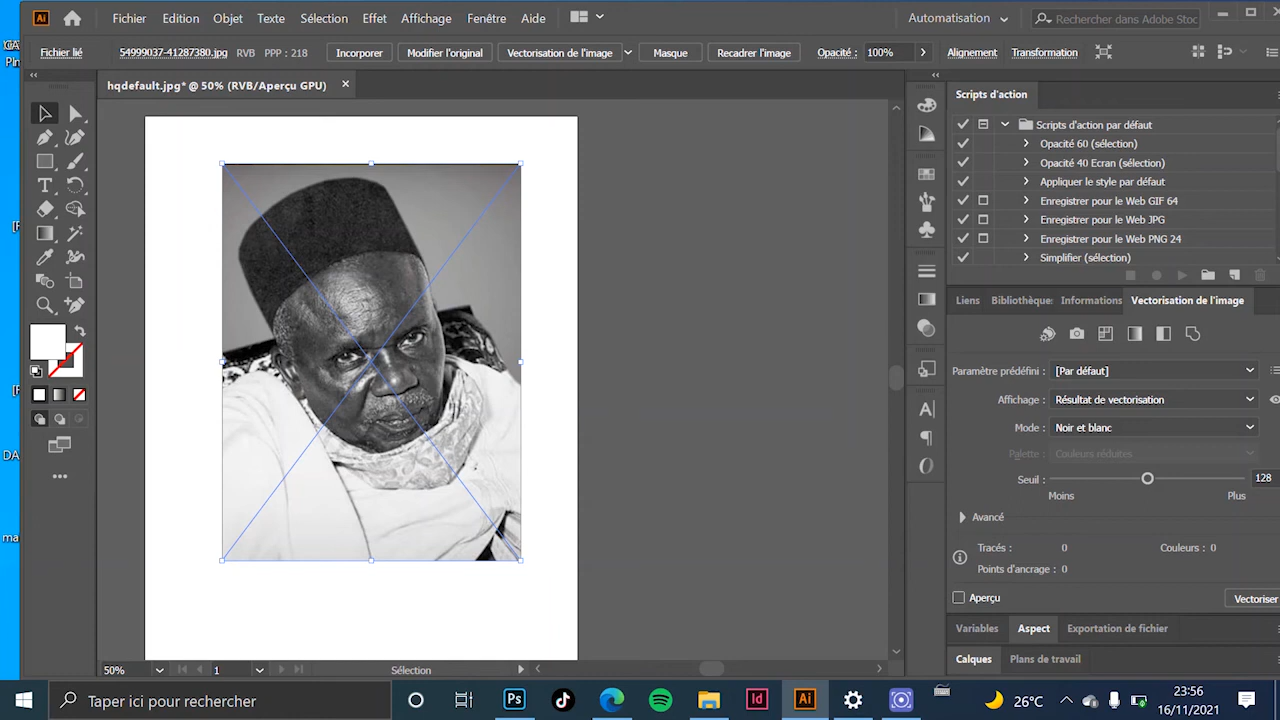 Ai Fichier Edition Objet Texte Sélection Effet Affichage Fenêtre Aide Automatisation Rechercher dans Adobe Stoc
Fichier lié 54999037-41287380.jpg RVB PPP : 218 Incorporer Modifier l'original Vectorisation de l'image Masque Recadrer l'image Opacité : 100% Alignement Transformation
hqdefault.jpg* @ 50% (RVB/Aperçu GPU)
Scripts d'action
Scripts d'action par défaut
Opacité 60 (sélection)
Opacité 40 Ecran (sélection)
Appliquer le style par défaut
Enregistrer pour le Web GIF 64
Enregistrer pour le Web JPG
Enregistrer pour le Web PNG 24
Simplifier (sélection)
Liens Bibliothèque: Informations Vectorisation de l'image
Paramètre prédéfini : [Par défaut]
Affichage : Résultat de vectorisation
Mode : Noir et blanc
Palette : Couleurs réduites
Seuil : 128
Moins Plus
Avancé
Tracés : 0 Couleurs : 0
Points d'ancrage : 0
Aperçu Vectoriser
Variables Aspect Exportation de fichier
Calques Plans de travail
50% 1 Sélection
Taper ici pour rechercher Ps Id Ai 26°C 23:56
16/11/2021